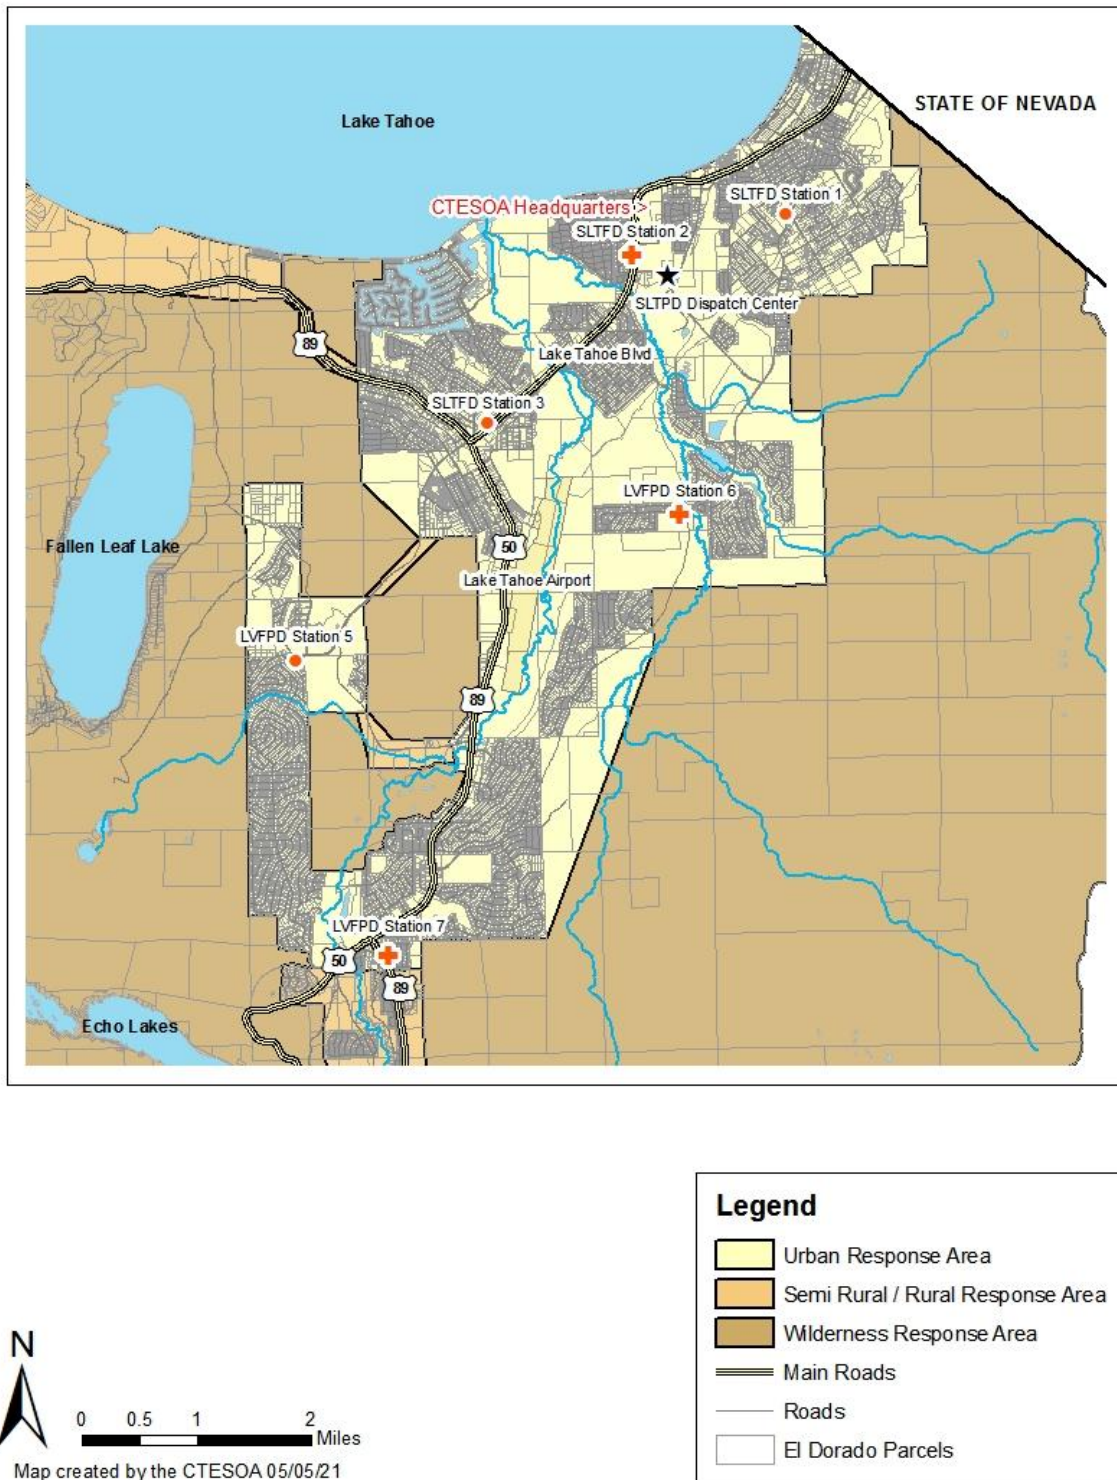 STATE OF NEVADA
Lake Tahoe
SLTFD Station 1
CTESOA Headquarters >
SLTFD Station 2
SLTPD Dispatch Center
89
Lake Tahoe Blvd
SLTFD Station 3
LVFPD Station 6
Fallen Leaf Lake
50
Lake Tahoe Airport
LVFPD Station 5
89
LVFPD Station 7
50
89
Echo Lakes
Legend
Urban Response Area
Semi Rural / Rural Response Area
Wilderness Response Area
Main Roads
Roads
El Dorado Parcels
N
0 0.5 1 2
Miles
Map created by the CTESOA 05/05/21